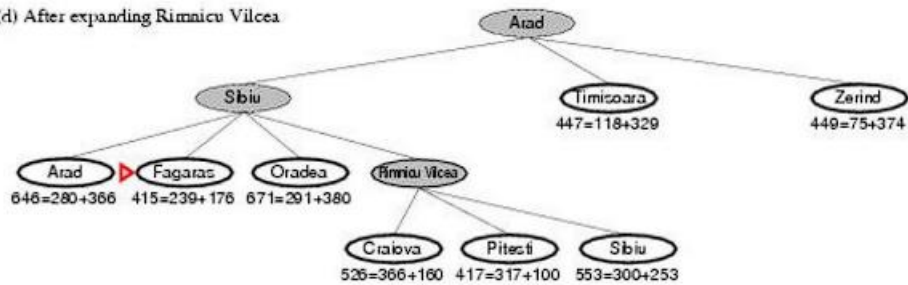 (d) After expanding Rimnicu Vilcea
Arad
Sibiu
Timisoara
Zerind
447=118+329
449=75+374
Arad
Fagaras
Oradea
Rimnicu Vilcea
646=280+366
415=239+176
671=291+380
Craiova
Pitesti
Sibiu
526=366+160
417=317+100
553=300+253